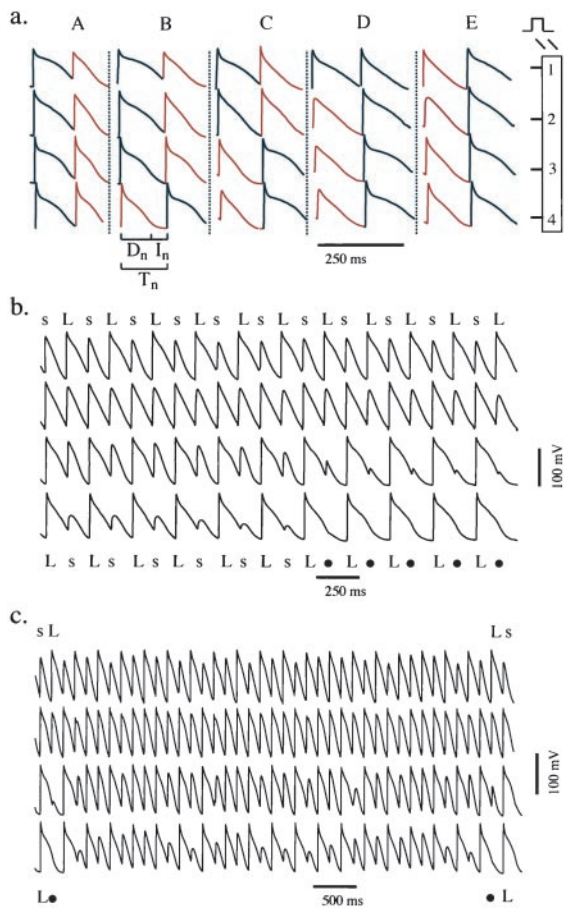 a.
A B C D E
1
2
3
4
Dn In
Tn
250 ms
b.
s L s L s L s L s L s L s L s L s L s L s L
100 mV
L s L s L s L s L s L s L ● L ● L ● L ● L ●
250 ms
c.
s L L s
100 mV
500 ms
L● ● L